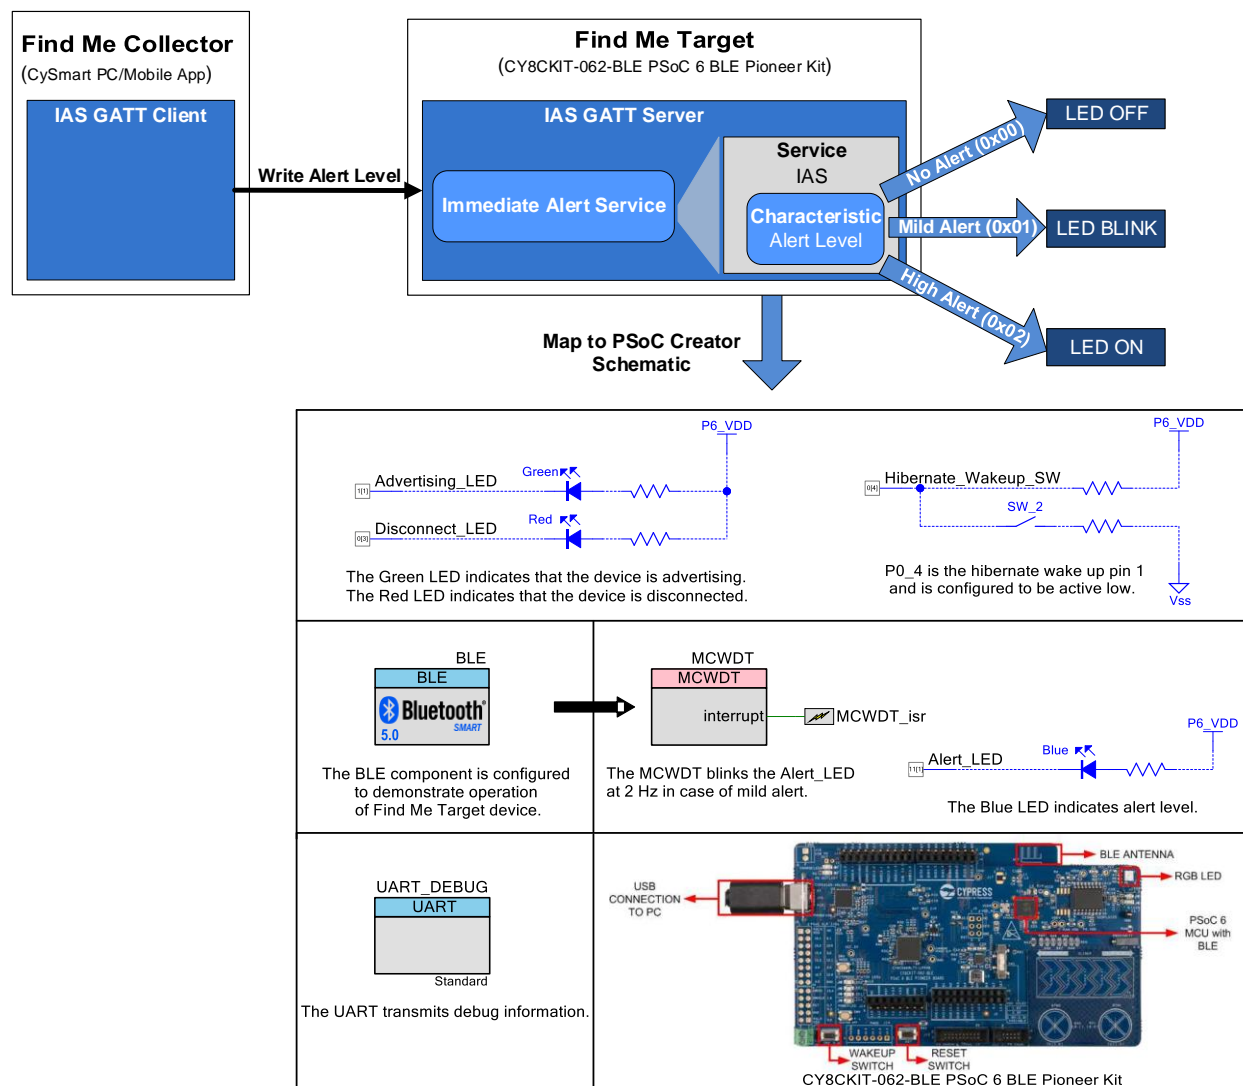 Find Me Collector
(CySmart PC/Mobile App)
IAS GATT Client
Write Alert Level
Find Me Target
(CY8CKIT-062-BLE PSoC 6 BLE Pioneer Kit)
IAS GATT Server
Immediate Alert Service
Service
IAS
Characteristic
Alert Level
No Alert (0x00)
LED OFF
Mild Alert (0x01)
LED BLINK
High Alert (0x02)
LED ON
Map to PSoC Creator
Schematic
P6_VDD
Green
1[1]
Advertising_LED
Red
0[3]
Disconnect_LED
The Green LED indicates that the device is advertising.
The Red LED indicates that the device is disconnected.
P6_VDD
0[4]
Hibernate_Wakeup_SW
SW_2
P0_4 is the hibernate wake up pin 1
and is configured to be active low.
Vss
BLE
BLE
Bluetooth
SMART
5.0
The BLE component is configured
to demonstrate operation
of Find Me Target device.
MCWDT
MCWDT
interrupt
MCWDT_isr
The MCWDT blinks the Alert_LED
at 2 Hz in case of mild alert.
P6_VDD
Blue
11[1]
Alert_LED
The Blue LED indicates alert level.
UART_DEBUG
UART
Standard
The UART transmits debug information.
USB
CONNECTION
TO PC
BLE ANTENNA
RGB LED
PSoC 6
MCU with
BLE
CYPRESS
WAKEUP
SWITCH
RESET
SWITCH
CY8CKIT-062-BLE PSoC 6 BLE Pioneer Kit